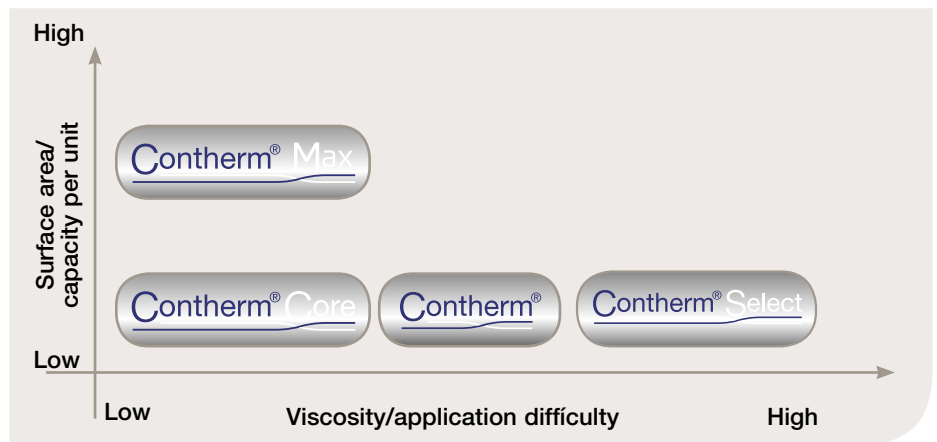 High
Surface area/
capacity per unit
Contherm® Max
Contherm® Core
Contherm®
Contherm® Select
Low
Low
Viscosity/application difficulty
High